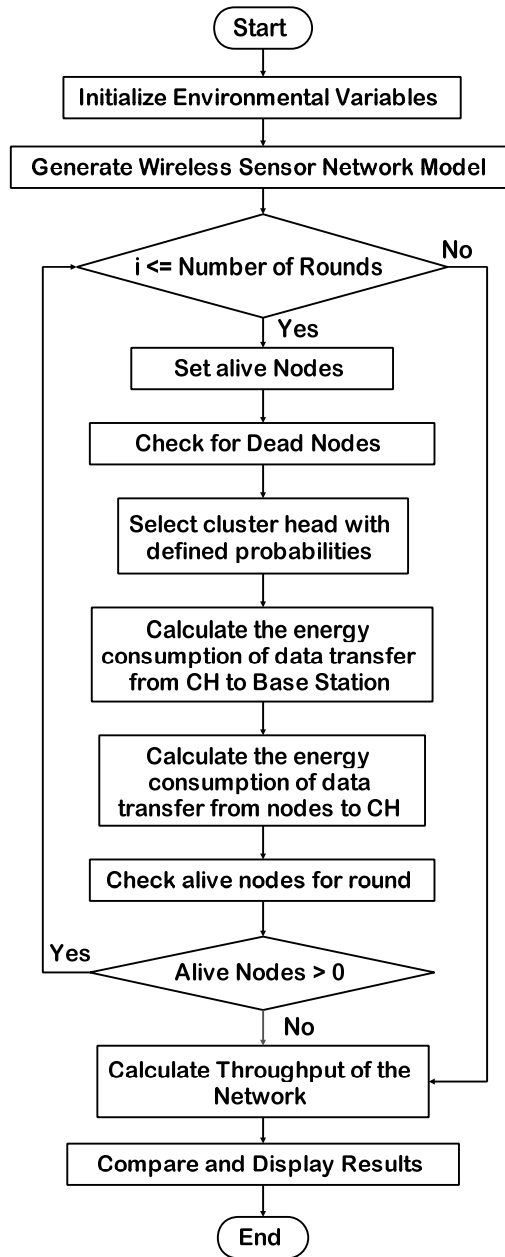 Start
Initialize Environmental Variables
Generate Wireless Sensor Network Model
i <= Number of Rounds
No
Yes
Set alive Nodes
Check for Dead Nodes
Select cluster head with
defined probabilities
Calculate the energy
consumption of data transfer
from CH to Base Station
Calculate the energy
consumption of data
transfer from nodes to CH
Check alive nodes for round
Yes
Alive Nodes > 0
No
Calculate Throughput of the
Network
Compare and Display Results
End